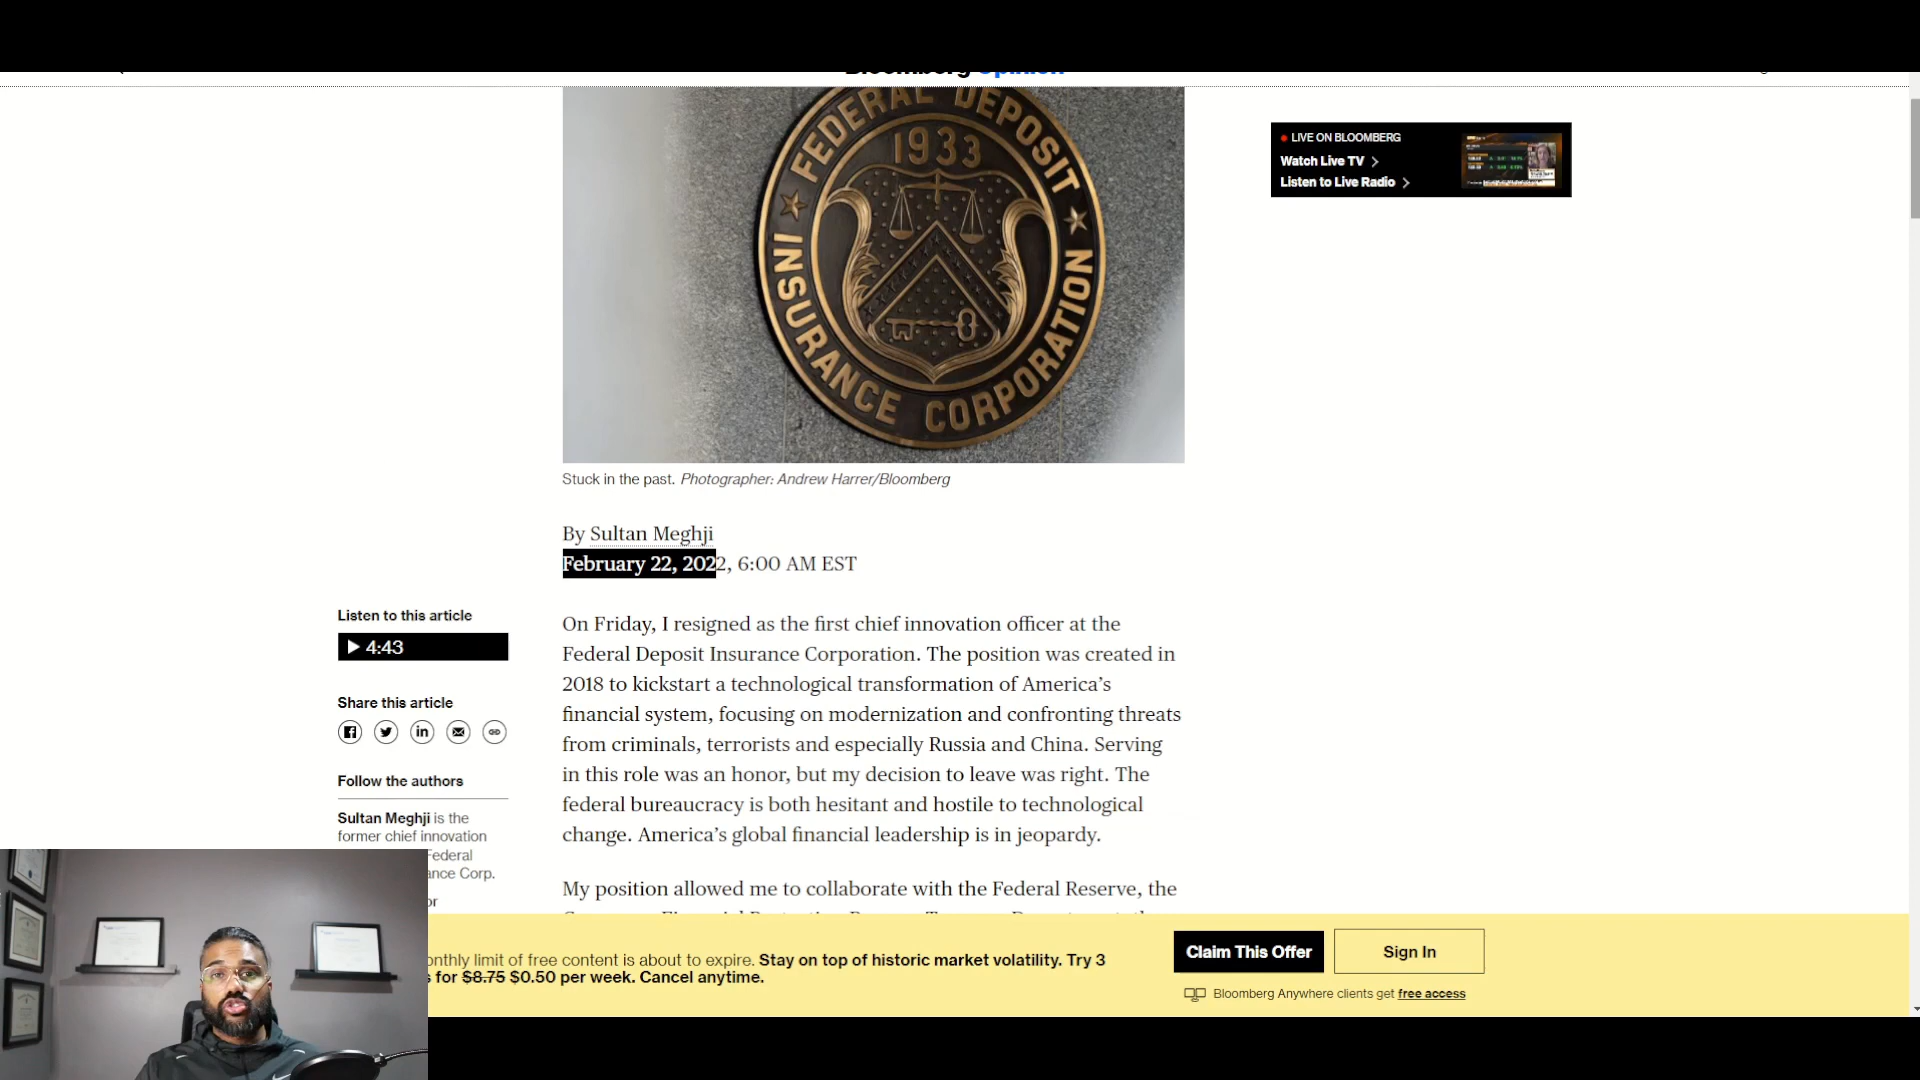 Bloomberg Opinion
FEDERAL DEPOSIT
1933
INSURANCE CORPORATION
LIVE ON BLOOMBERG
Watch Live TV
Listen to Live Radio
Stuck in the past. Photographer: Andrew Harrer/Bloomberg
By Sultan Meghji
February 22, 2022, 6:00 AM EST
Listen to this article
4:43
Share this article
Follow the authors
Sultan Meghji is the
former chief innovation
Federal
ance Corp.
or
On Friday, I resigned as the first chief innovation officer at the
Federal Deposit Insurance Corporation. The position was created in
2018 to kickstart a technological transformation of America’s
financial system, focusing on modernization and confronting threats
from criminals, terrorists and especially Russia and China. Serving
in this role was an honor, but my decision to leave was right. The
federal bureaucracy is both hesitant and hostile to technological
change. America’s global financial leadership is in jeopardy.
My position allowed me to collaborate with the Federal Reserve, the
onthly limit of free content is about to expire. Stay on top of historic market volatility. Try 3
s for $8.75 $0.50 per week. Cancel anytime.
Claim This Offer
Sign In
Bloomberg Anywhere clients get free access